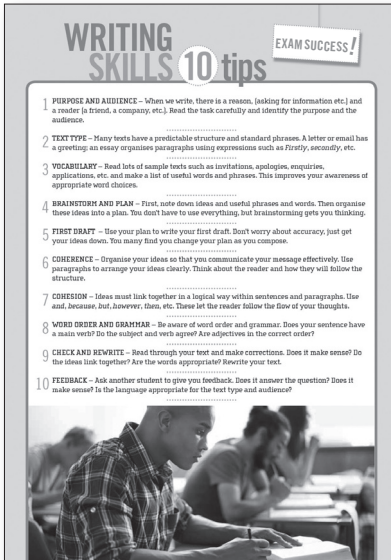 WRITING
SKILLS 10 tips
EXAM SUCCESS!
1 PURPOSE AND AUDIENCE – When we write, there is a reason, (asking for information etc.) and
a reader (a friend, a company, etc.). Read the task carefully and identify the purpose and the
audience.
2 TEXT TYPE – Many texts have a predictable structure and standard phrases. A letter or email has
a greeting; an essay organises paragraphs using expressions such as Firstly, secondly, etc.
3 VOCABULARY – Read lots of sample texts such as invitations, apologies, enquiries,
applications, etc. and make a list of useful words and phrases. This improves your awareness of
appropriate word choices.
4 BRAINSTORM AND PLAN – First, note down ideas and useful phrases and words. Then organise
these ideas into a plan. You don't have to use everything, but brainstorming gets you thinking.
5 FIRST DRAFT – Use your plan to write your first draft. Don't worry about accuracy, just get
your ideas down. You many find you change your plan as you compose.
6 COHERENCE – Organise your ideas so that you communicate your message effectively. Use
paragraphs to arrange your ideas clearly. Think about the reader and how they will follow the
structure.
7 COHESION – Ideas must link together in a logical way within sentences and paragraphs. Use
and, because, but, however, then, etc. These let the reader follow the flow of your thoughts.
8 WORD ORDER AND GRAMMAR – Be aware of word order and grammar. Does your sentence have
a main verb? Do the subject and verb agree? Are adjectives in the correct order?
9 CHECK AND REWRITE – Read through your text and make corrections. Does it make sense? Do
the ideas link together? Are the words appropriate? Rewrite your text.
10 FEEDBACK – Ask another student to give you feedback. Does it answer the question? Does it
make sense? Is the language appropriate for the text type and audience?